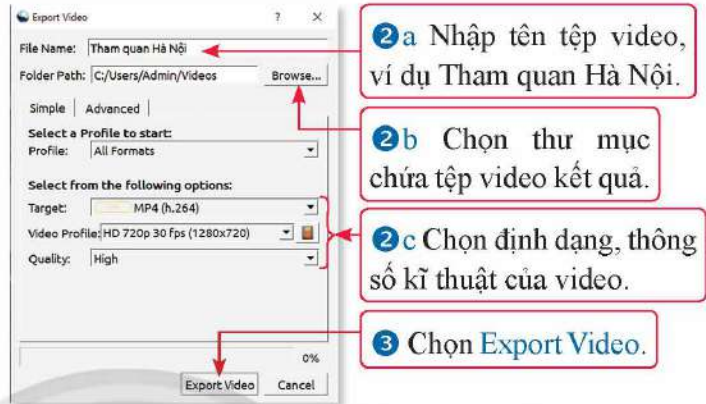 Export Video ? ×
File Name: Tham quan Hà Nội
Folder Path: C:/Users/Admin/Videos Browse...
Simple Advanced
Select a Profile to start:
Profile: All Formats
Select from the following options:
Target: MP4 (h.264)
Video Profile: HD 720p 30 fps (1280x720)
Quality: High
0%
Export Video Cancel
2a Nhập tên tệp video,
ví dụ Tham quan Hà Nội.
2b Chọn thư mục
chứa tệp video kết quả.
2c Chọn định dạng, thông
số kĩ thuật của video.
3 Chọn Export Video.